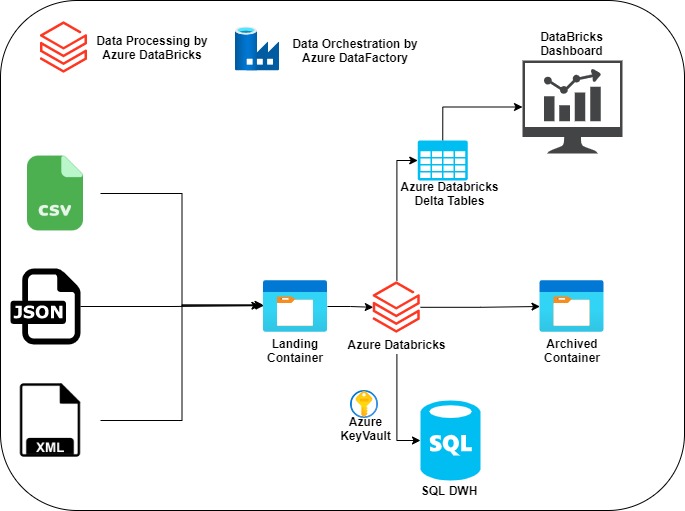 Data Processing by
Azure DataBricks
Data Orchestration by
Azure DataFactory
DataBricks
Dashboard
CSV
Azure Databricks
Delta Tables
JSON
Landing
Container
Azure Databricks
Archived
Container
XML
Azure
KeyVault
SQL
SQL DWH